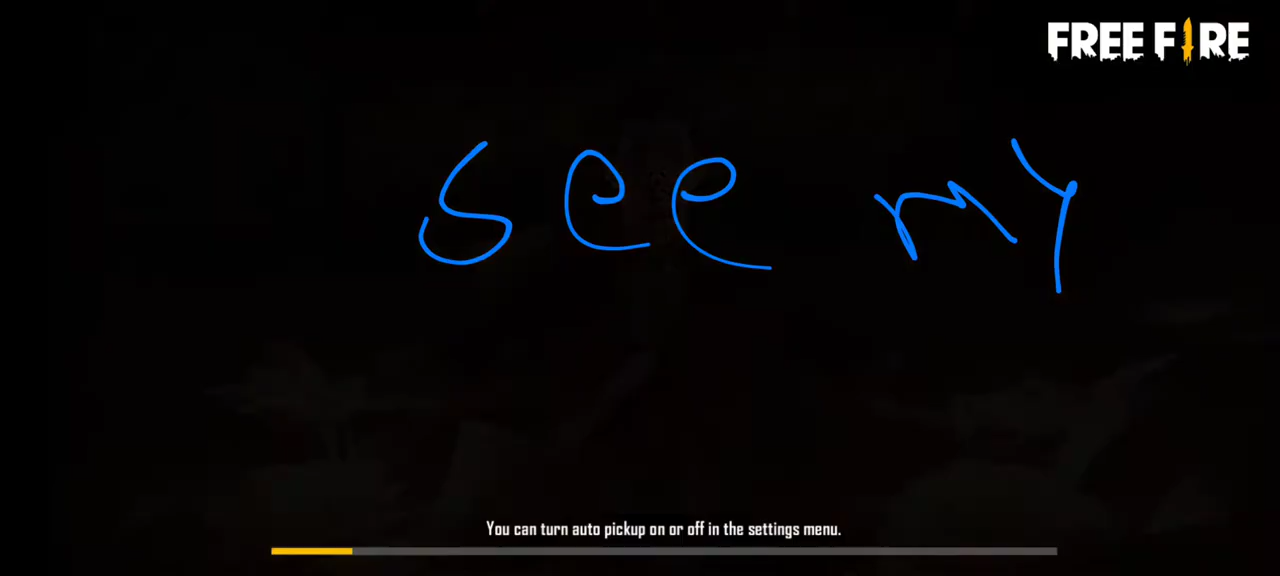 FREE FIRE
see my
You can turn auto pickup on or off in the settings menu.